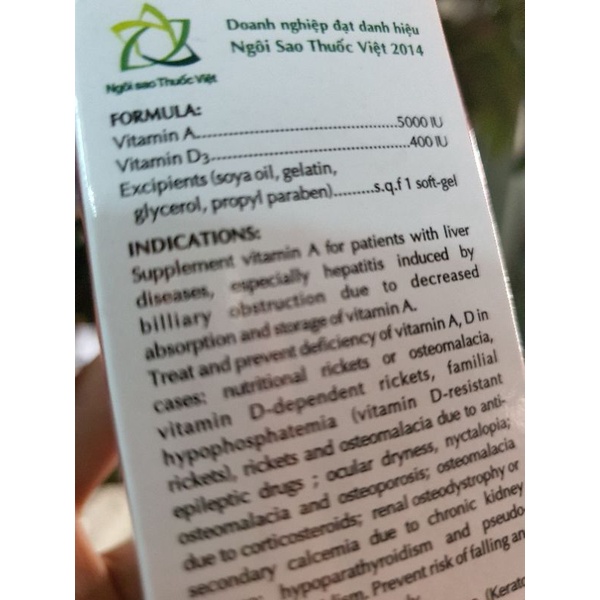 Ngôi sao Thuốc Việt
Doanh nghiệp đạt danh hiệu
Ngôi Sao Thuốc Việt 2014
FORMULA:
Vitamin A...........................................5000 IU
Vitamin D3.........................................400 IU
Excipients (soya oil, gelatin,
glycerol, propyl paraben).........s.q.f 1 soft-gel
INDICATIONS:
Supplement vitamin A for patients with liver
diseases, especially hepatitis induced by
billiary obstruction due to decreased
absorption and storage of vitamin A.
Treat and prevent deficiency of vitamin A, D in
cases: nutritional rickets or osteomalacia,
vitamin D-dependent rickets, familial
hypophosphatemia (vitamin D-resistant
rickets), rickets and osteomalacia due to anti-
epileptic drugs ; ocular dryness, nyctalopia;
osteomalacia and osteoporosis; osteomalacia
due to corticosteroids; renal osteodystrophy or
secondary calcemia due to chronic kidney
hypoparathyroidism and pseudo-
Prevent risk of falling an
(Kerato